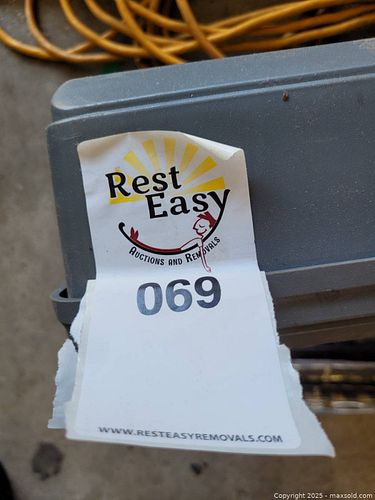 Rest
Easy
AUCTIONS AND REMOVALS
069
WWW.RESTEASYREMOVALS.COM
Copyright 2025 - maxsold.com